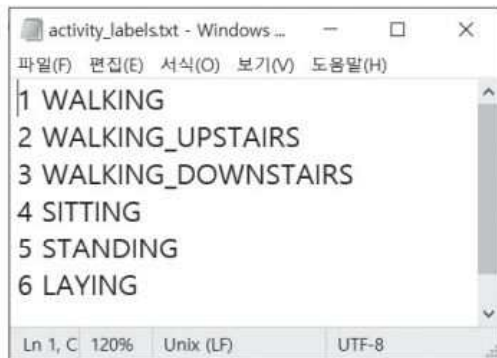 activity_labels.txt - Windows ...
파일(F) 편집(E) 서식(O) 보기(V) 도움말(H)
1 WALKING
2 WALKING_UPSTAIRS
3 WALKING_DOWNSTAIRS
4 SITTING
5 STANDING
6 LAYING
Ln 1, C 120% Unix (LF) UTF-8